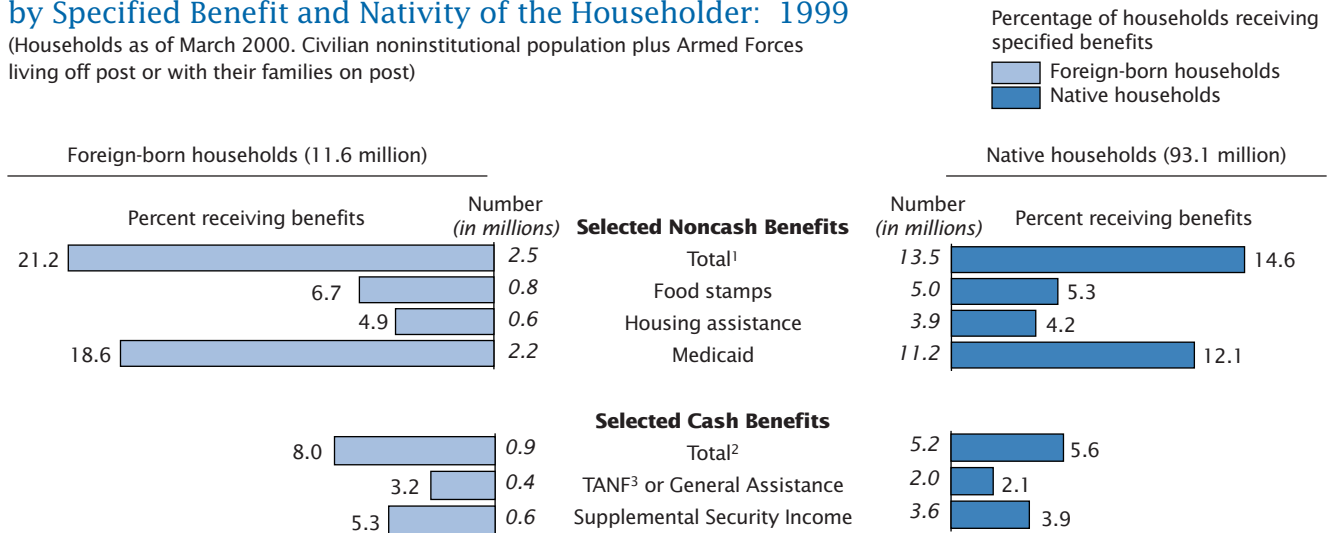 by Specified Benefit and Nativity of the Householder: 1999
(Households as of March 2000. Civilian noninstitutional population plus Armed Forces
living off post or with their families on post)
Percentage of households receiving
specified benefits
Foreign-born households
Native households
Foreign-born households (11.6 million)
Native households (93.1 million)
Percent receiving benefits
Number
(in millions)
Selected Noncash Benefits
Number
(in millions)
Percent receiving benefits
21.2 2.5 Total¹ 13.5 14.6
6.7 0.8 Food stamps 5.0 5.3
4.9 0.6 Housing assistance 3.9 4.2
18.6 2.2 Medicaid 11.2 12.1
Selected Cash Benefits
8.0 0.9 Total² 5.2 5.6
3.2 0.4 TANF³ or General Assistance 2.0 2.1
5.3 0.6 Supplemental Security Income 3.6 3.9